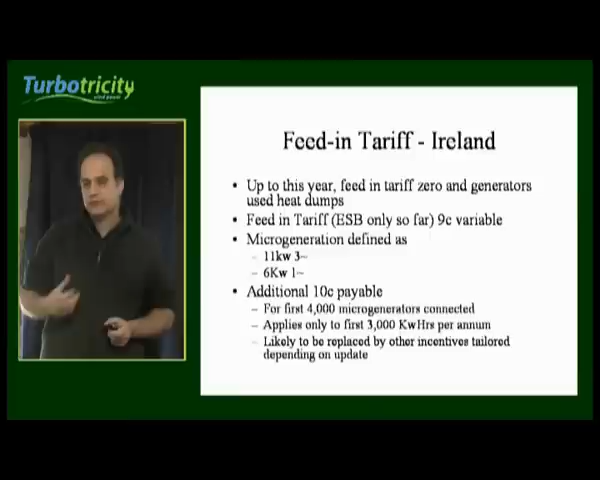 Turbotricity
wind power
Feed-in Tariff - Ireland
• Up to this year, feed in tariff zero and generators
used heat dumps
• Feed in Tariff (ESB only so far) 9c variable
• Microgeneration defined as
– 11kw 3~
– 6Kw 1~
• Additional 10c payable
– For first 4,000 microgenerators connected
– Applies only to first 3,000 KwHrs per annum
– Likely to be replaced by other incentives tailored
depending on update